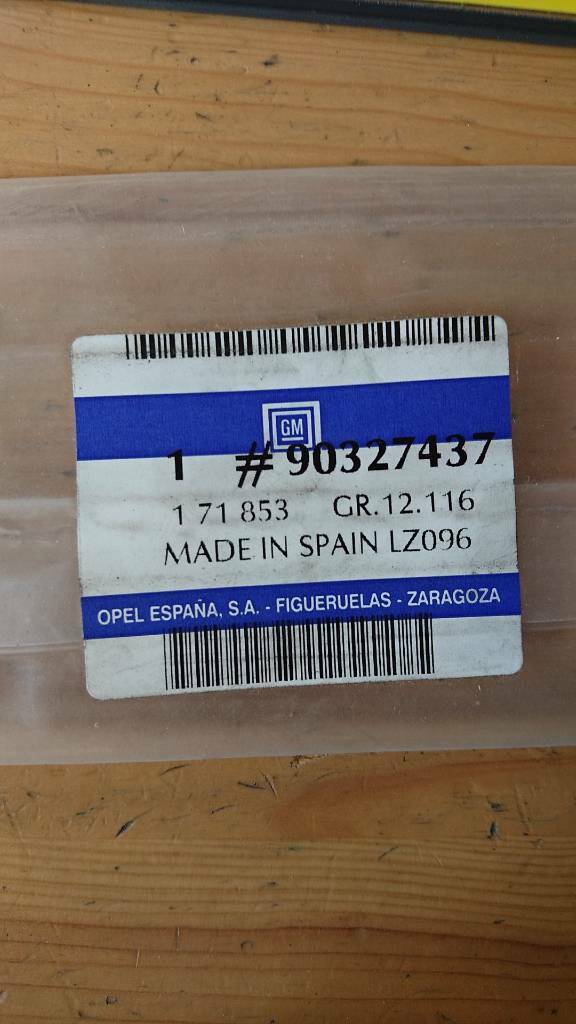 GM
1 # 90327437
1 71 853 GR.12.116
MADE IN SPAIN LZ096
OPEL ESPAÑA, S.A. - FIGUERUELAS - ZARAGOZA